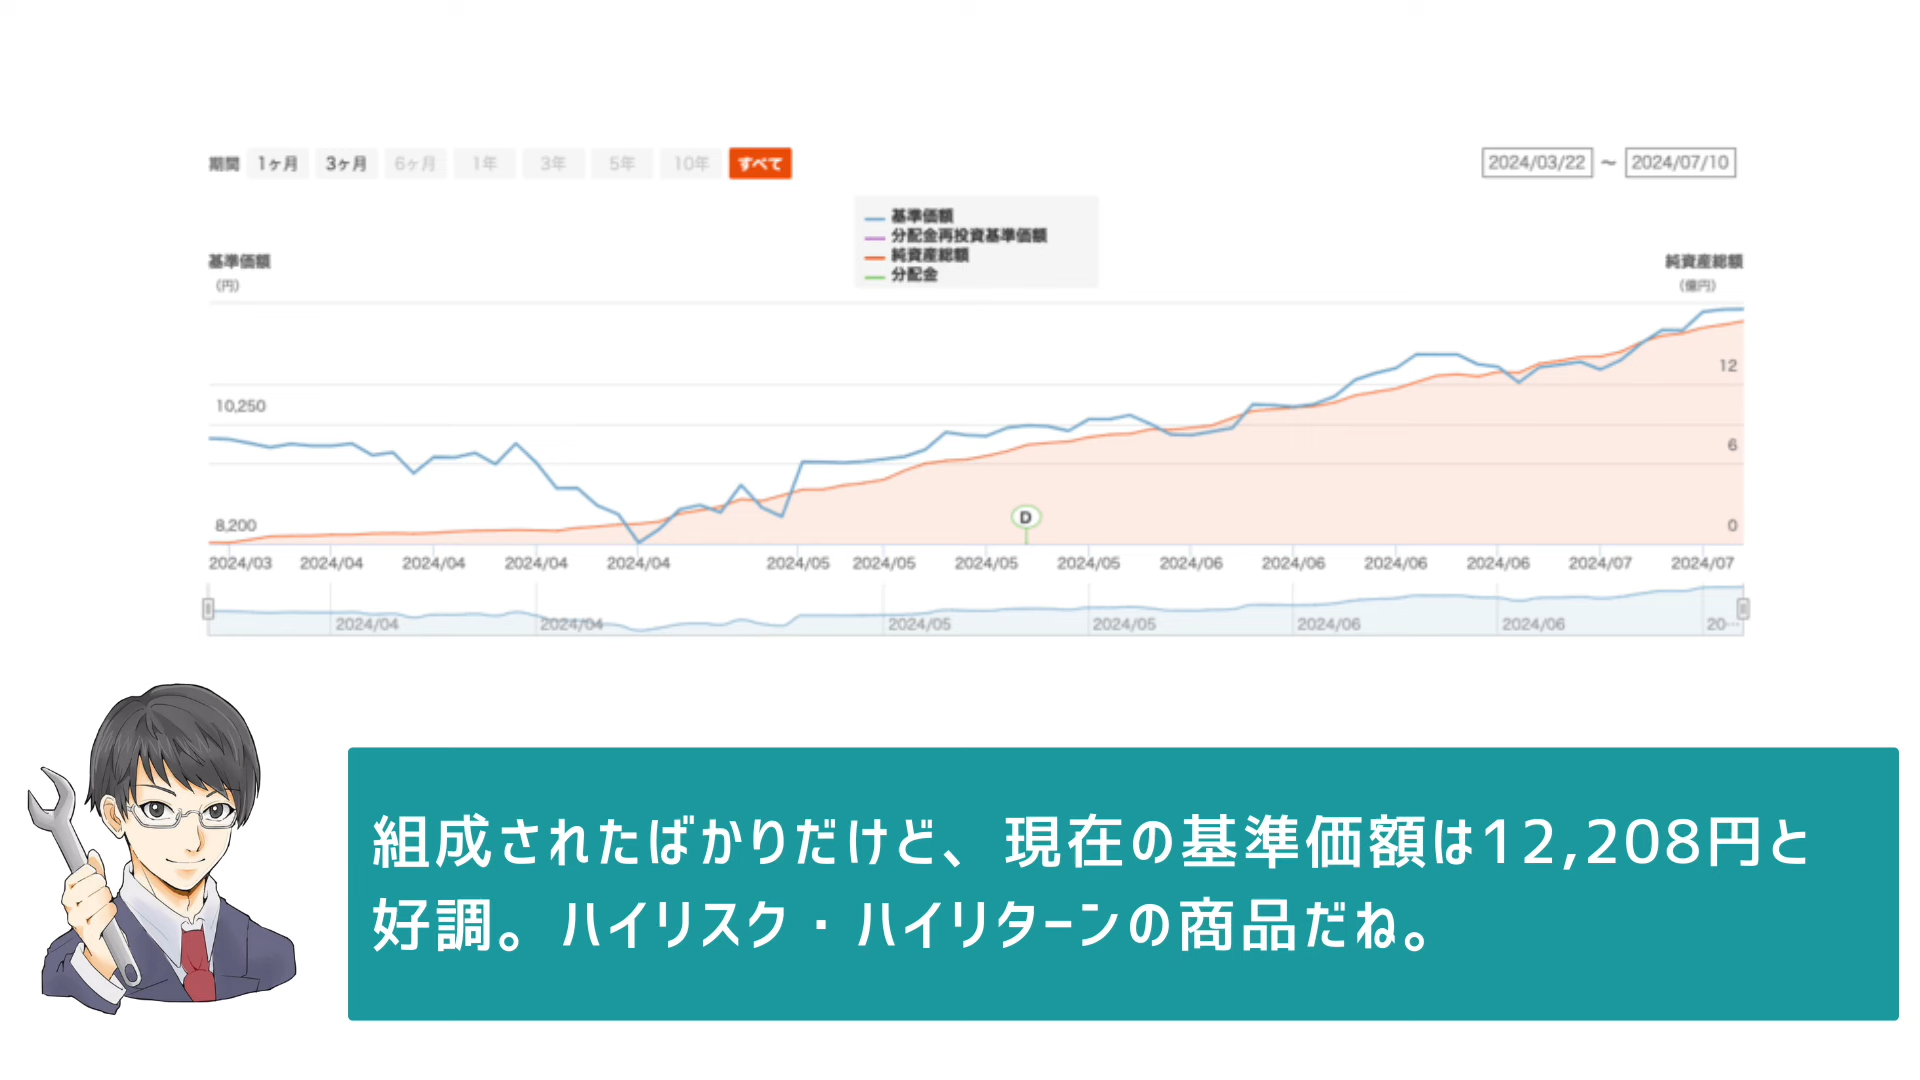 期間 1ヶ月 3ヶ月 6ヶ月 1年 3年 5年 10年 すべて 2024/03/22 ～ 2024/07/10
基準価額
分配金再投資基準価額
純資産総額
分配金
基準価額 純資産総額
(円) (億円)
12
10,250
6
D
8,200 0
2024/03 2024/04 2024/04 2024/04 2024/04 2024/05 2024/05 2024/05 2024/05 2024/06 2024/06 2024/06 2024/06 2024/07 2024/07
2024/04 2024/04 2024/05 2024/05 2024/06 2024/06 20…
組成されたばかりだけど、現在の基準価額は12,208円と
好調。ハイリスク・ハイリターンの商品だね。